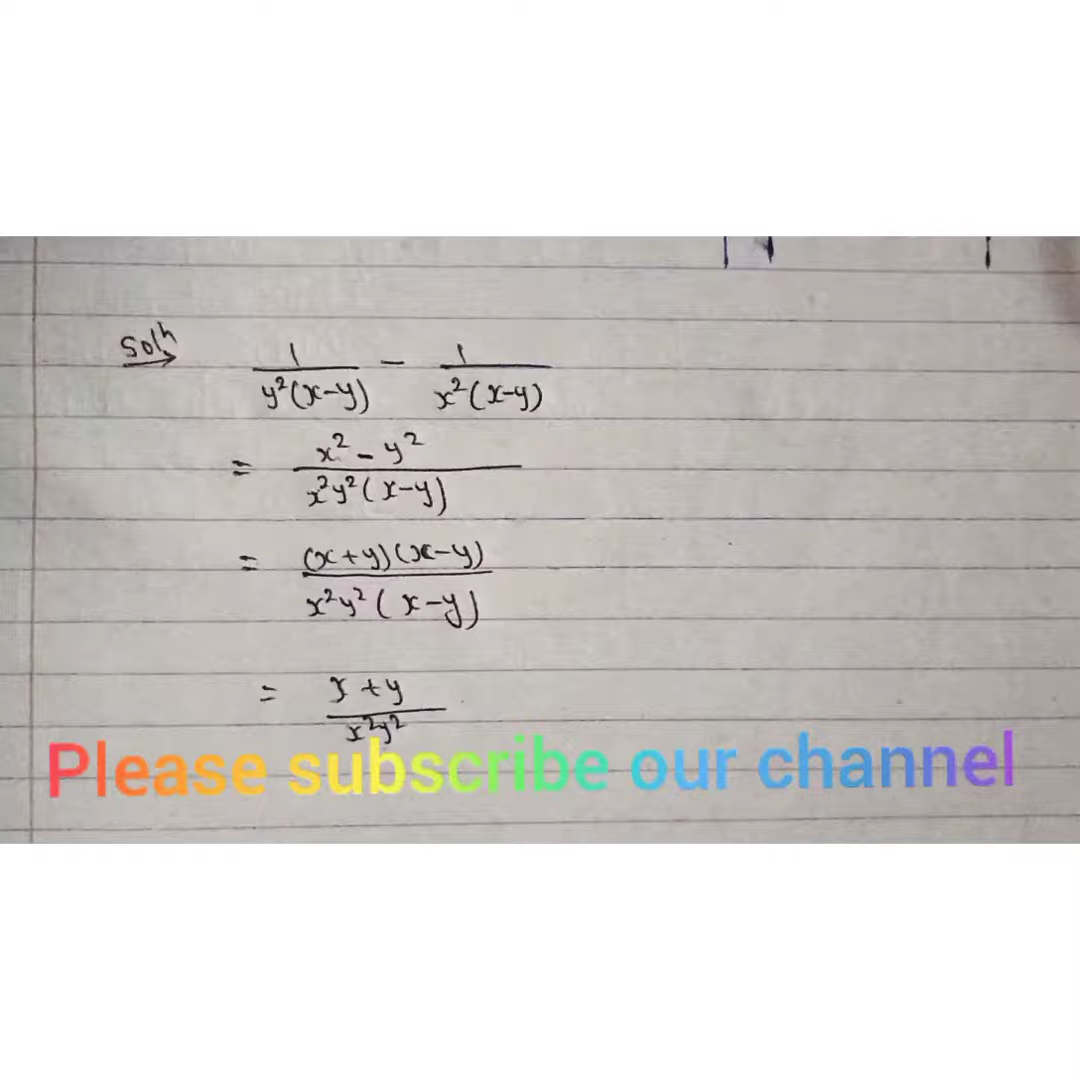 Soln
1/y²(x-y) - 1/x²(x-y)
= x² - y²/x²y²(x-y)
= (x+y)(x-y)/x²y²(x-y)
= x+y/x²y²
Please subscribe our channel